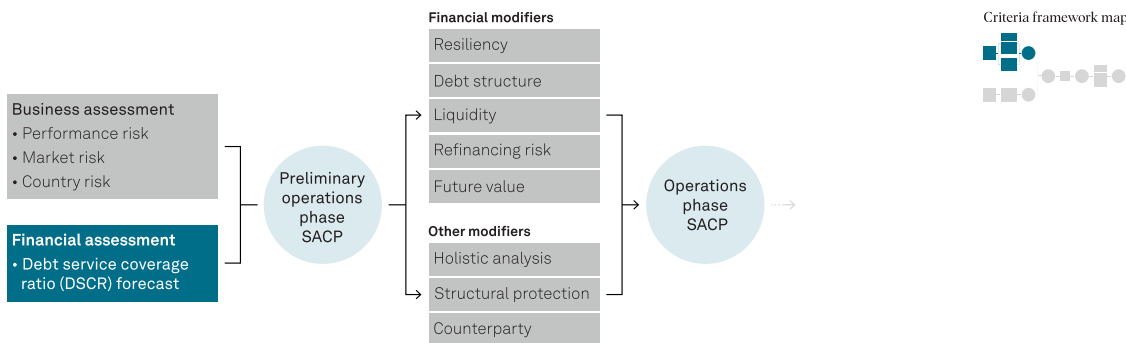 Business assessment
• Performance risk
• Market risk
• Country risk
Financial assessment
• Debt service coverage
ratio (DSCR) forecast
Preliminary
operations
phase
SACP
Financial modifiers
Resiliency
Debt structure
Liquidity
Refinancing risk
Future value
Other modifiers
Holistic analysis
Structural protection
Counterparty
Operations
phase
SACP
Criteria framework map